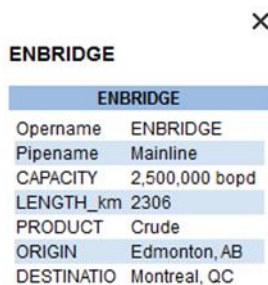 ENBRIDGE
ENBRIDGE
Opername ENBRIDGE
Pipename Mainline
CAPACITY 2,500,000 bopd
LENGTH_km 2306
PRODUCT Crude
ORIGIN Edmonton, AB
DESTINATIO Montreal, QC